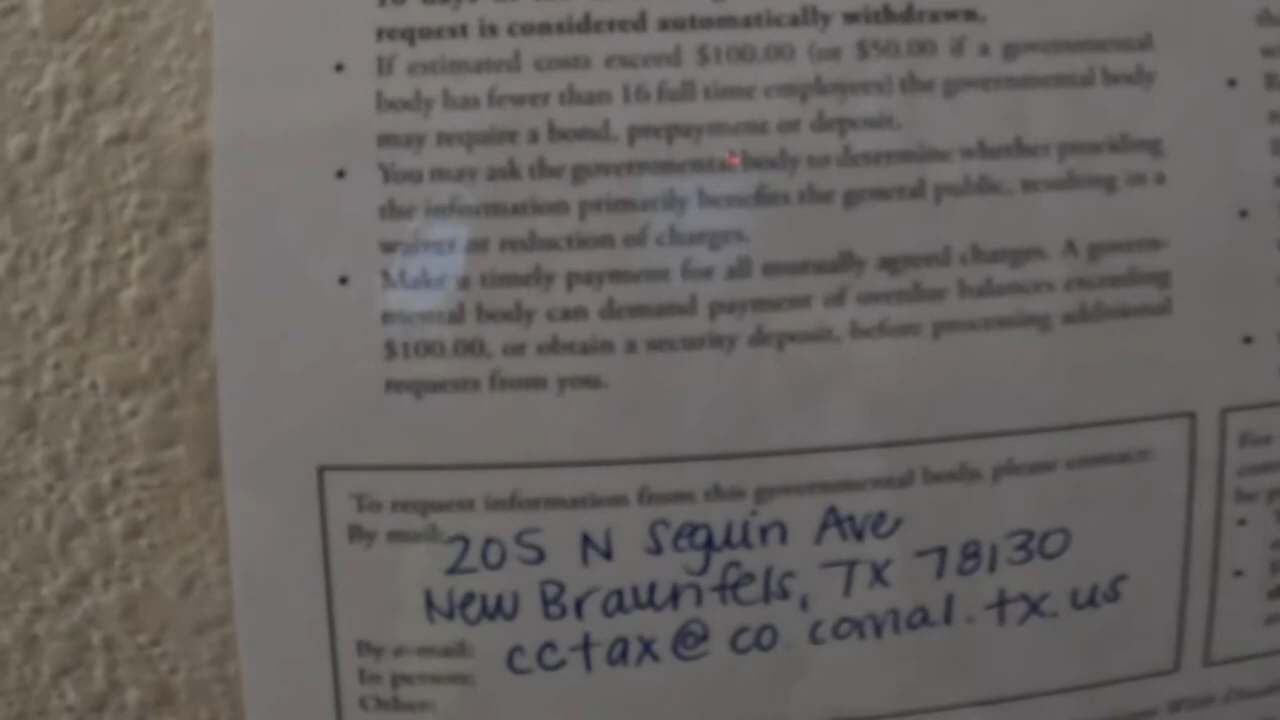 request is considered automatically withdrawn.
• If estimated costs exceed $100.00 (or $50.00 if a governmental
body has fewer than 16 full time employees) the governmental body
may require a bond, prepayment or deposit.
• You may ask the governmental body to determine whether providing
the information primarily benefits the general public, resulting in a
waiver or reduction of charges.
• Make a timely payment for all mutually agreed charges. A govern-
mental body can demand payment of overdue balances exceeding
$100.00, or obtain a security deposit, before processing additional
requests from you.
To request information from this governmental body, please contact:
By mail: 205 N Seguin Ave
New Braunfels, TX 78130
By e-mail: cctax@co.comal.tx.us
In person:
Other:
For